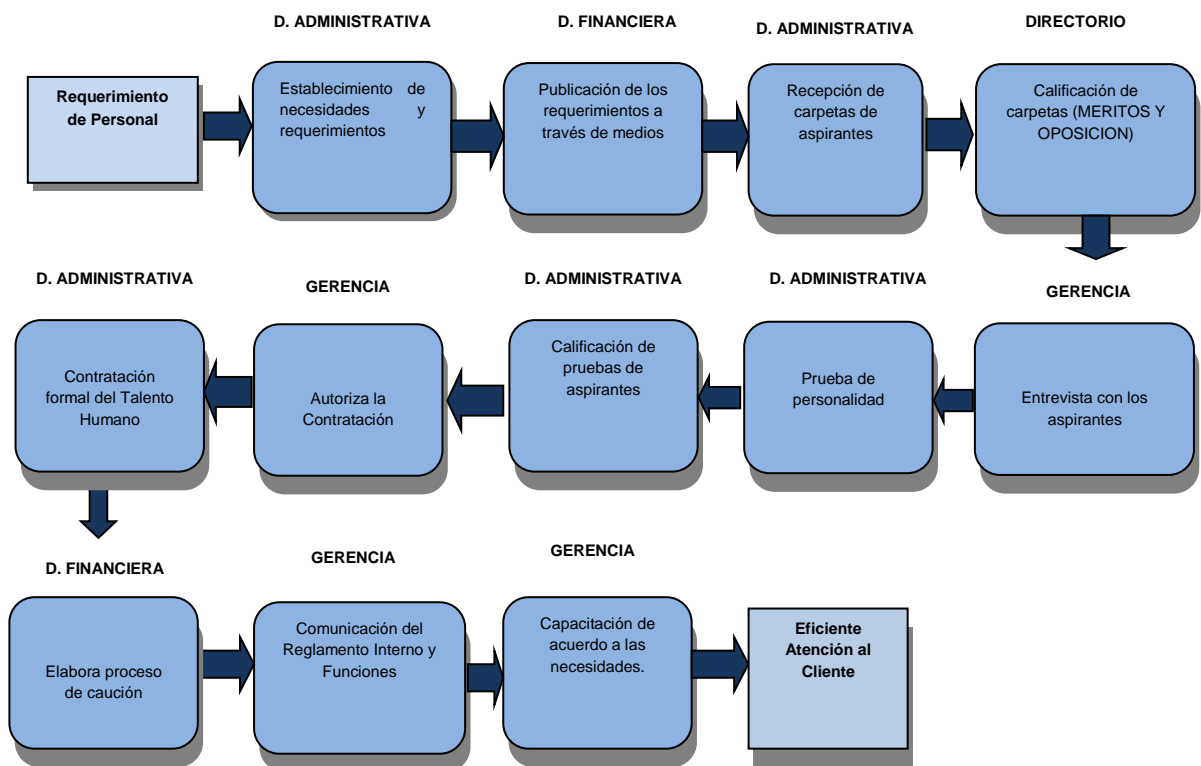 D. ADMINISTRATIVA
D. FINANCIERA
D. ADMINISTRATIVA
DIRECTORIO
Requerimiento
de Personal
Establecimiento de
necesidades y
requerimientos
Publicación de los
requerimientos a
través de medios
Recepción de
carpetas de
aspirantes
Calificación de
carpetas (MERITOS Y
OPOSICION)
D. ADMINISTRATIVA
GERENCIA
D. ADMINISTRATIVA
D. ADMINISTRATIVA
GERENCIA
Contratación
formal del Talento
Humano
Autoriza la
Contratación
Calificación de
pruebas de
aspirantes
Prueba de
personalidad
Entrevista con los
aspirantes
D. FINANCIERA
GERENCIA
GERENCIA
Elabora proceso
de caución
Comunicación del
Reglamento Interno y
Funciones
Capacitación de
acuerdo a las
necesidades.
Eficiente
Atención al
Cliente